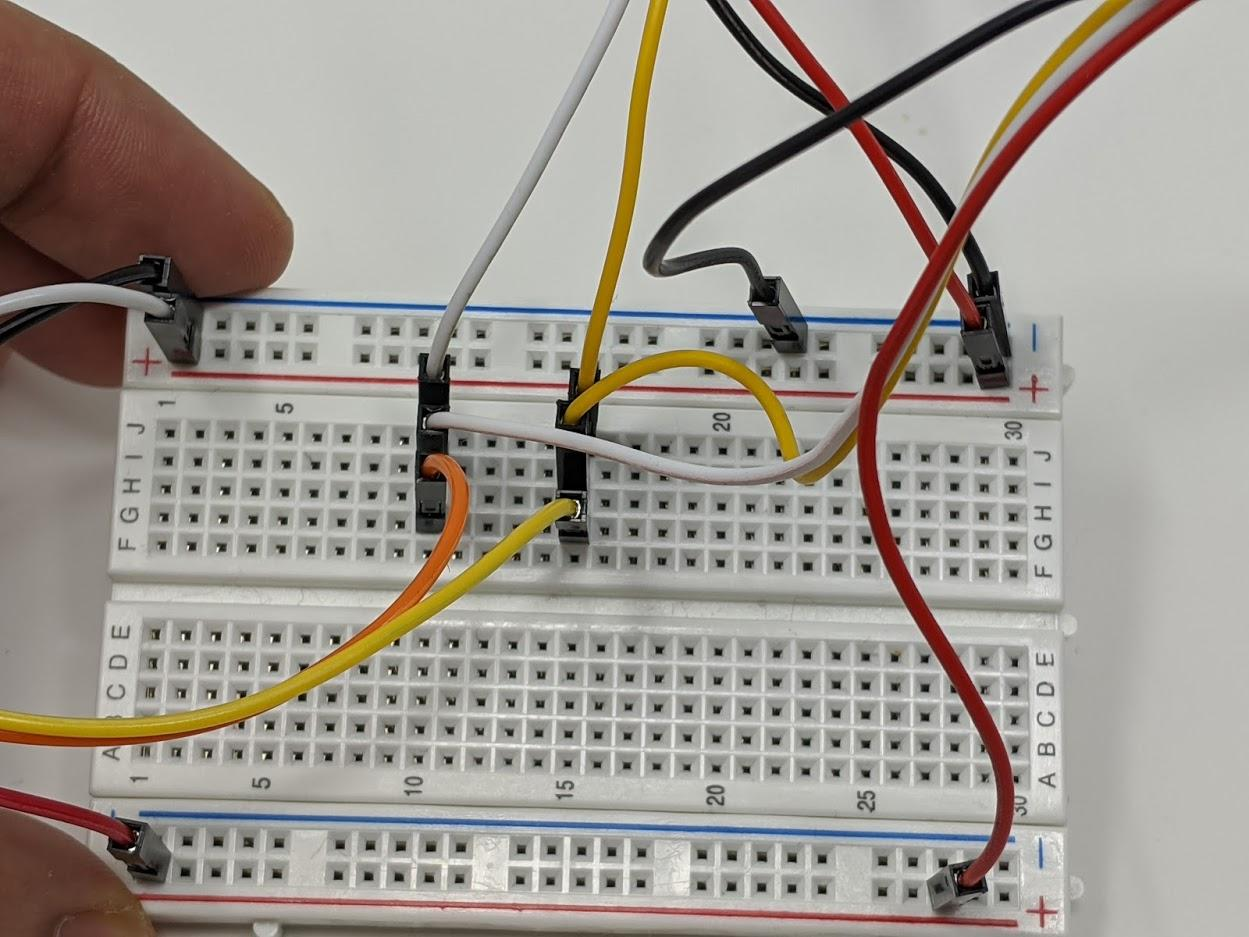 −
+ +
1 5 20 30
J J
I I
H H
G G
F F
E E
D D
C C
B
A A
B
1 5 10 15 20 25 30
−
+